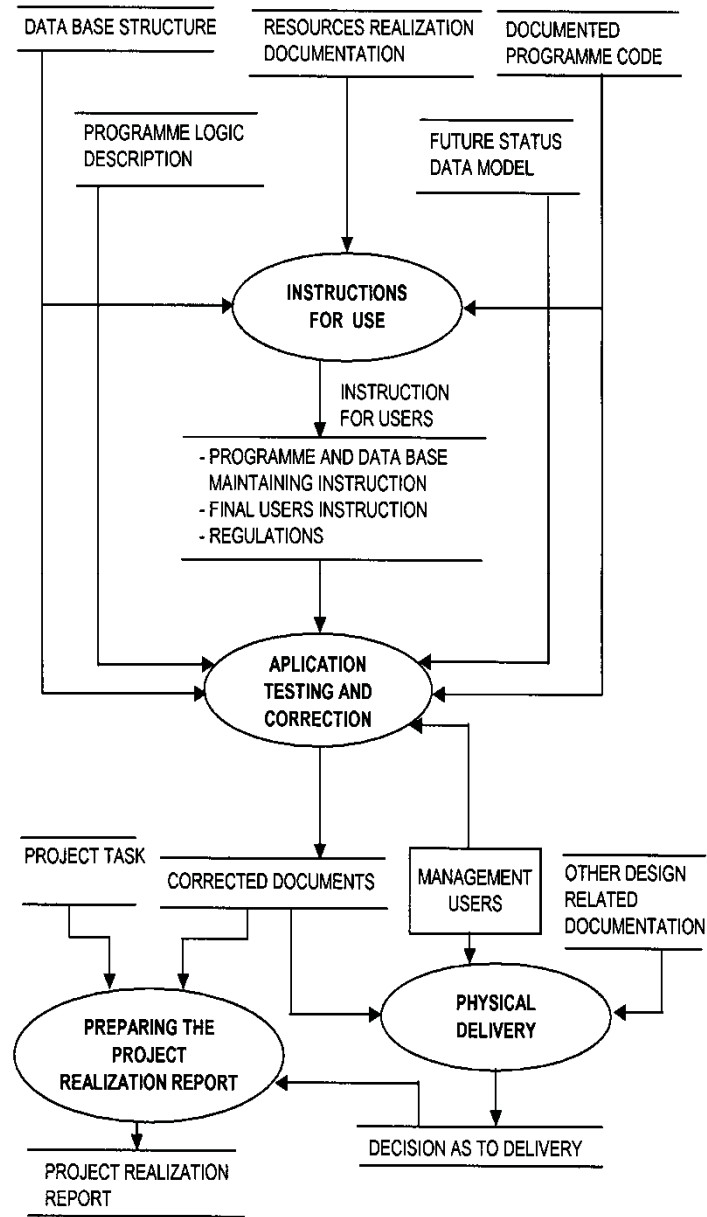 DATA BASE STRUCTURE
RESOURCES REALIZATION
DOCUMENTATION
DOCUMENTED
PROGRAMME CODE
PROGRAMME LOGIC
DESCRIPTION
FUTURE STATUS
DATA MODEL
INSTRUCTIONS
FOR USE
INSTRUCTION
FOR USERS
- PROGRAMME AND DATA BASE
MAINTAINING INSTRUCTION
- FINAL USERS INSTRUCTION
- REGULATIONS
APLICATION
TESTING AND
CORRECTION
PROJECT TASK
CORRECTED DOCUMENTS
MANAGEMENT
USERS
OTHER DESIGN
RELATED
DOCUMENTATION
PREPARING THE
PROJECT
REALIZATION REPORT
PHYSICAL
DELIVERY
DECISION AS TO DELIVERY
PROJECT REALIZATION
REPORT